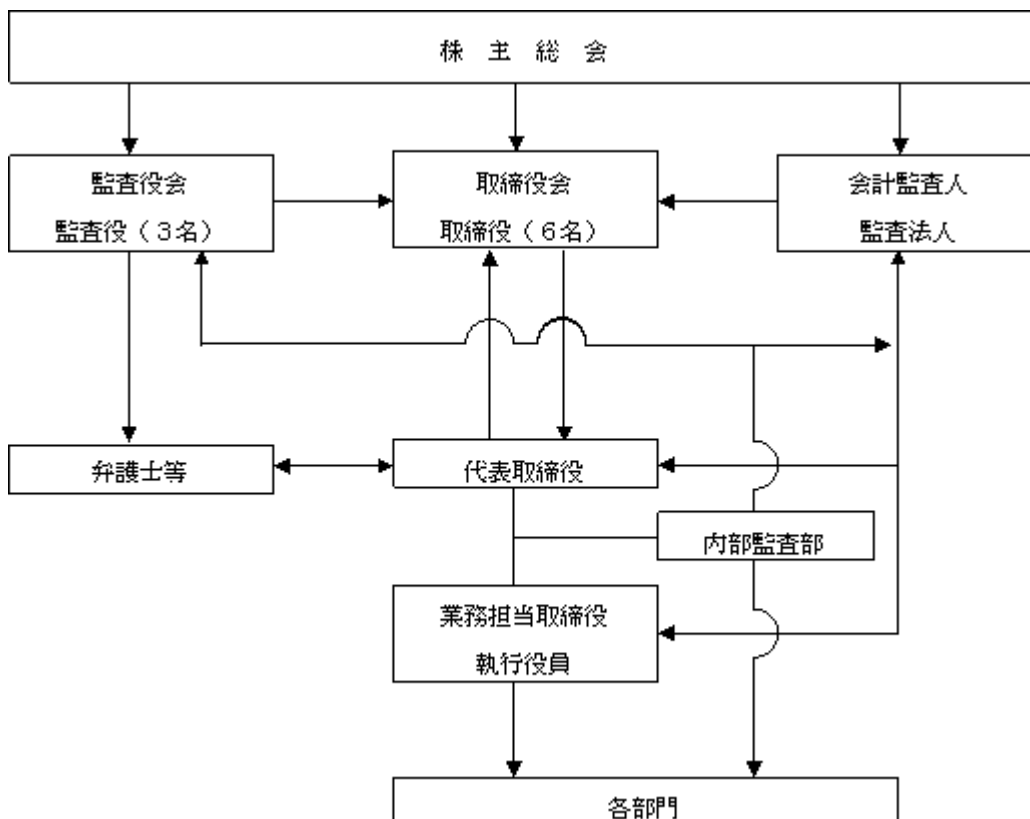 株 主 総 会
監査役会
監査役（３名）
取締役会
取締役（６名）
会計監査人
監査法人
弁護士等
代表取締役
内部監査部
業務担当取締役
執行役員
各部門